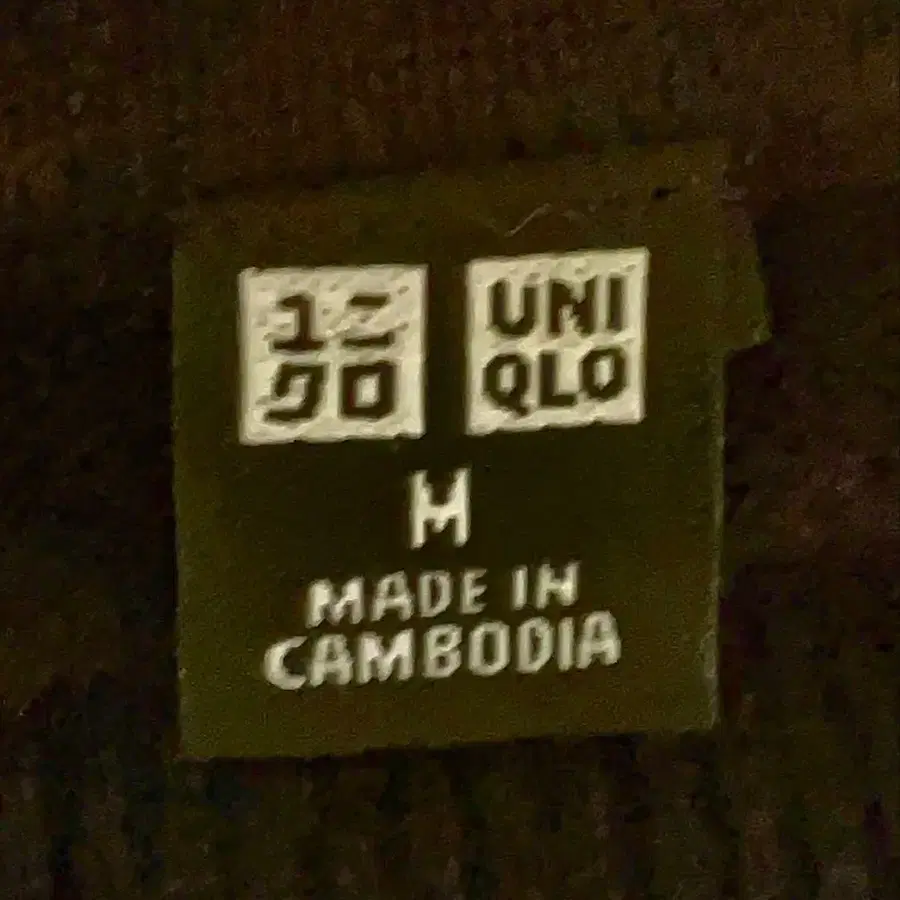 ユニ UNI
クロ QLO
M
MADE IN
CAMBODIA